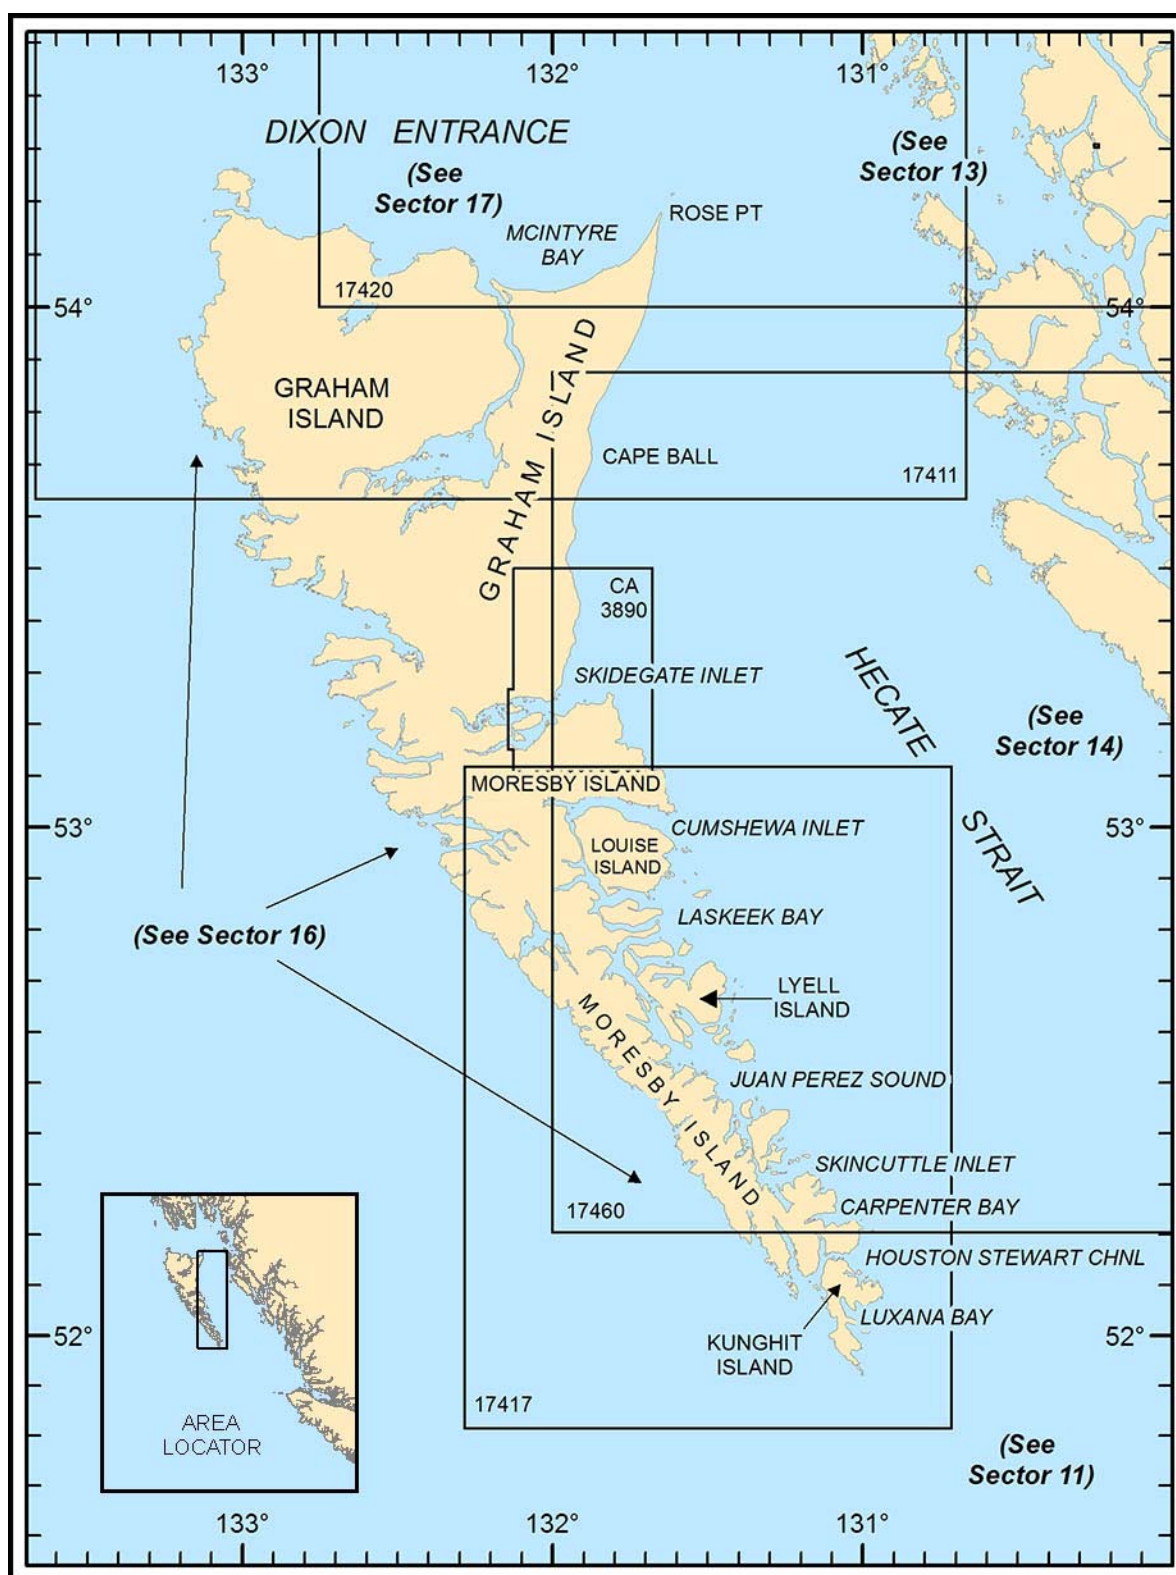 133°
132°
131°
DIXON ENTRANCE
(See
Sector 17)
(See
Sector 13)
ROSE PT
MCINTYRE
BAY
17420
54°
54°
GRAHAM
ISLAND
GRAHAM ISLAND
CAPE BALL
17411
CA
3890
SKIDEGATE INLET
HECATE STRAIT
(See
Sector 14)
MORESBY ISLAND
53°
53°
CUMSHEWA INLET
LOUISE
ISLAND
LASKEEK BAY
(See Sector 16)
LYELL
ISLAND
MORESBY ISLAND
JUAN PEREZ SOUND
SKINCUTTLE INLET
17460
CARPENTER BAY
HOUSTON STEWART CHNL
LUXANA BAY
52°
52°
KUNGHIT
ISLAND
17417
AREA
LOCATOR
(See
Sector 11)
133°
132°
131°